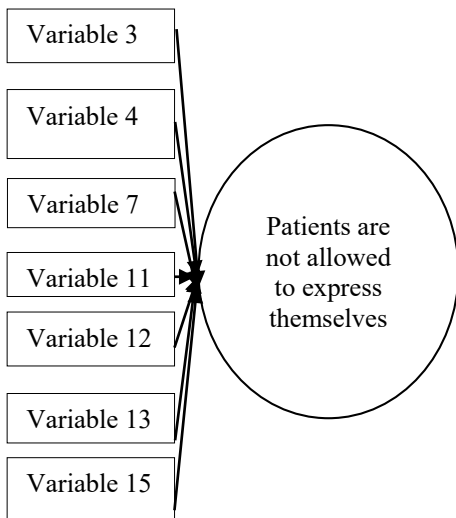 Variable 3
Variable 4
Variable 7
Variable 11
Variable 12
Variable 13
Variable 15
Patients are
not allowed
to express
themselves